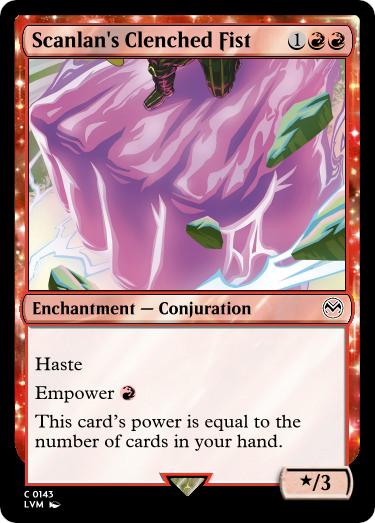 Scanlan's Clenched Fist 1
Enchantment — Conjuration
Haste
Empower
This card's power is equal to the
number of cards in your hand.
★/3
C 0143
LVM